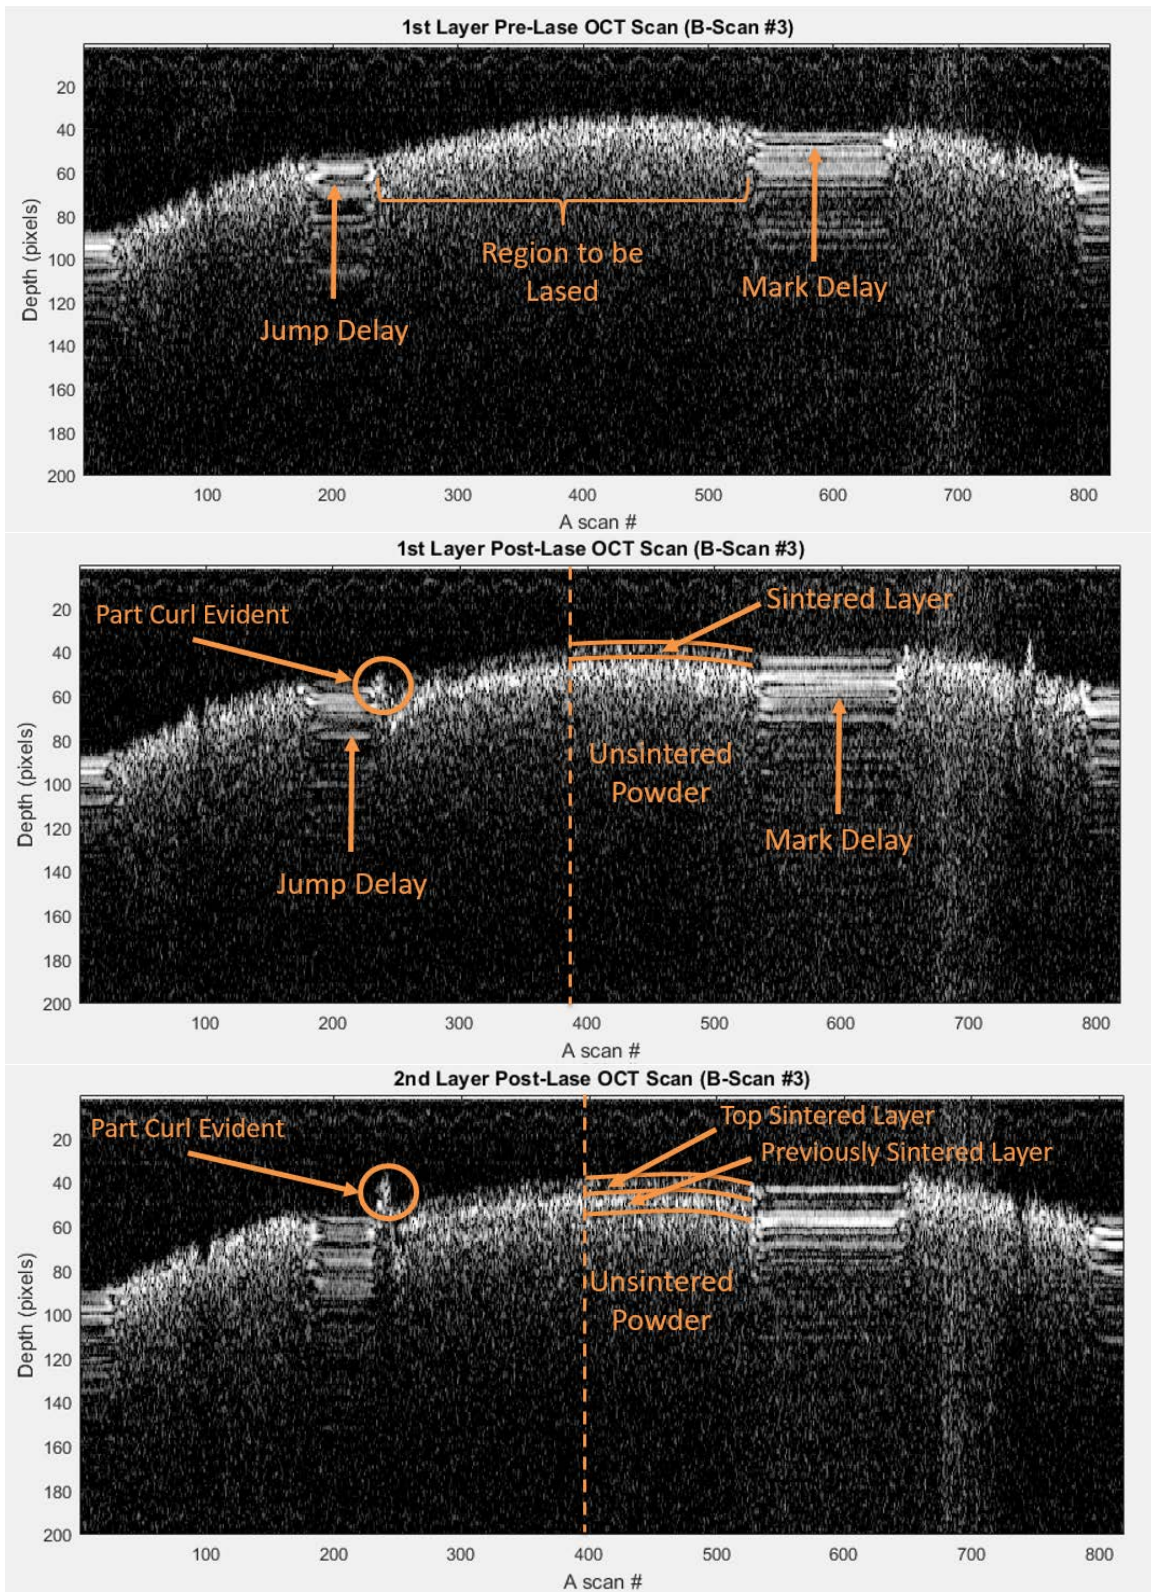 1st Layer Pre-Lase OCT Scan (B-Scan #3)
20
40
60
80
100
120
140
160
180
200
Depth (pixels)
Jump Delay
Region to be
Lased
Mark Delay
100
200
300
400
500
600
700
800
A scan #
1st Layer Post-Lase OCT Scan (B-Scan #3)
20
40
60
80
100
120
140
160
180
200
Depth (pixels)
Part Curl Evident
Sintered Layer
Unsintered
Powder
Mark Delay
Jump Delay
100
200
300
400
500
600
700
800
A scan #
2nd Layer Post-Lase OCT Scan (B-Scan #3)
20
40
60
80
100
120
140
160
180
200
Depth (pixels)
Part Curl Evident
Top Sintered Layer
Previously Sintered Layer
Unsintered
Powder
100
200
300
400
500
600
700
800
A scan #